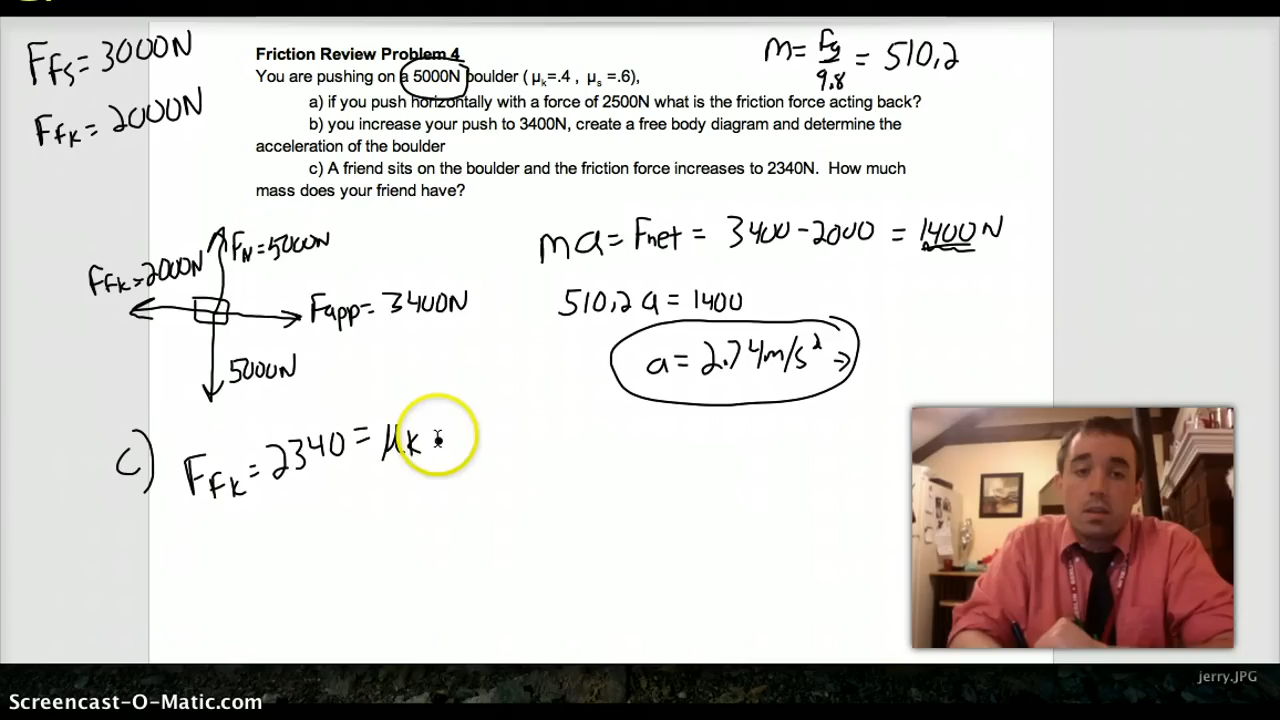 F fs = 3000N
F fk = 2000N
Friction Review Problem 4
You are pushing on a 5000N boulder ( μk=.4 , μs =.6),
a) if you push horizontally with a force of 2500N what is the friction force acting back?
b) you increase your push to 3400N, create a free body diagram and determine the
acceleration of the boulder
c) A friend sits on the boulder and the friction force increases to 2340N. How much
mass does your friend have?
m = Fg/9.8 = 510,2
F fk = 2000N
FN = 5000N
Fapp = 3400N
5000N
ma = Fnet = 3400 - 2000 = 1400N
510,2 a = 1400
a = 2.74m/s² →
c) F fk = 2340 = μk
jerry.JPG
Screencast-O-Matic.com